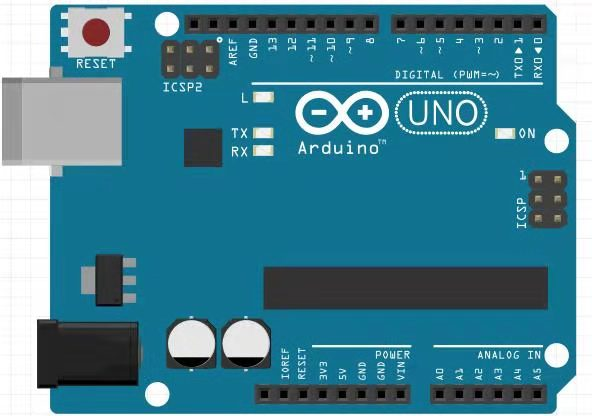 RESET
ICSP2
AREF
GND
13
12
~11
~10
~9
8
7
~6
~5
4
~3
2
TX0▶1
RX0◀0
DIGITAL (PWM=~)
L
TX
RX
Arduino™
UNO
ON
1
ICSP
IOREF
RESET
3V3
5V
GND
GND
VIN
POWER
A0
A1
A2
A3
A4
A5
ANALOG IN